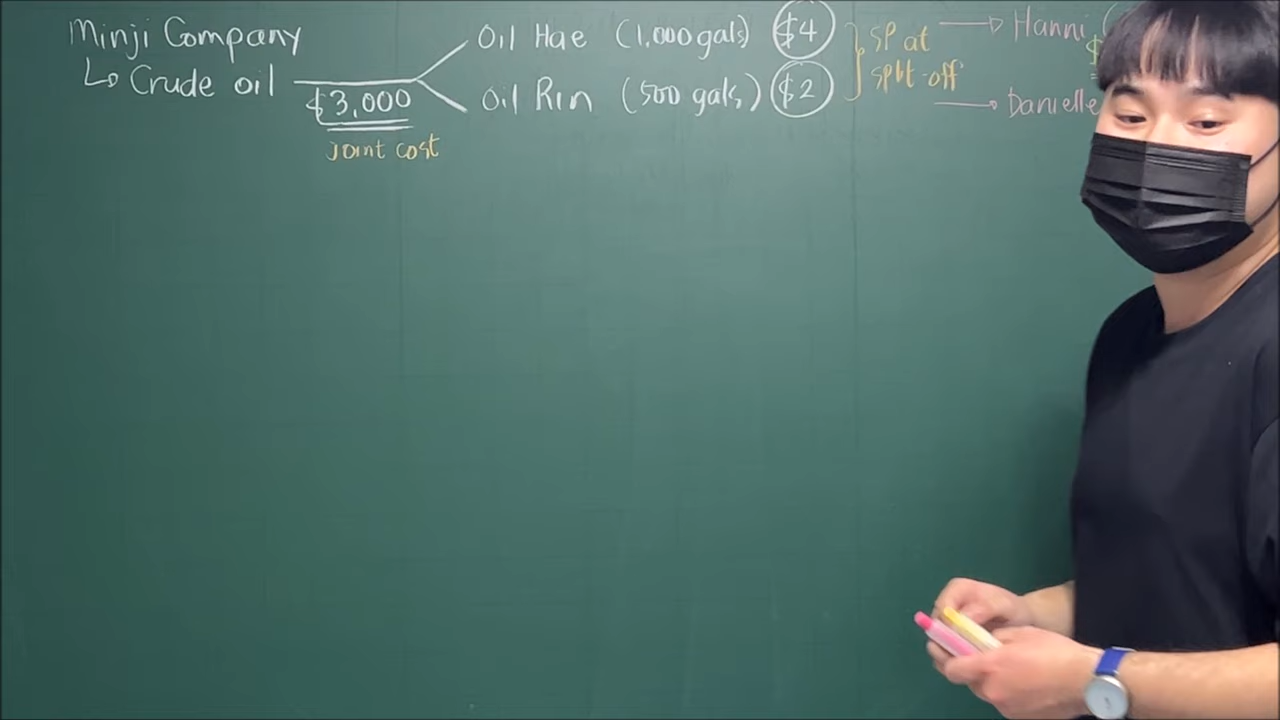 Minji Company
↳ Crude oil
$3,000
Joint cost
Oil Hae (1,000 gals) $4
Oil Rin (500 gals) $2
SP at
split-off
→ Hanni (
$
→ Danielle